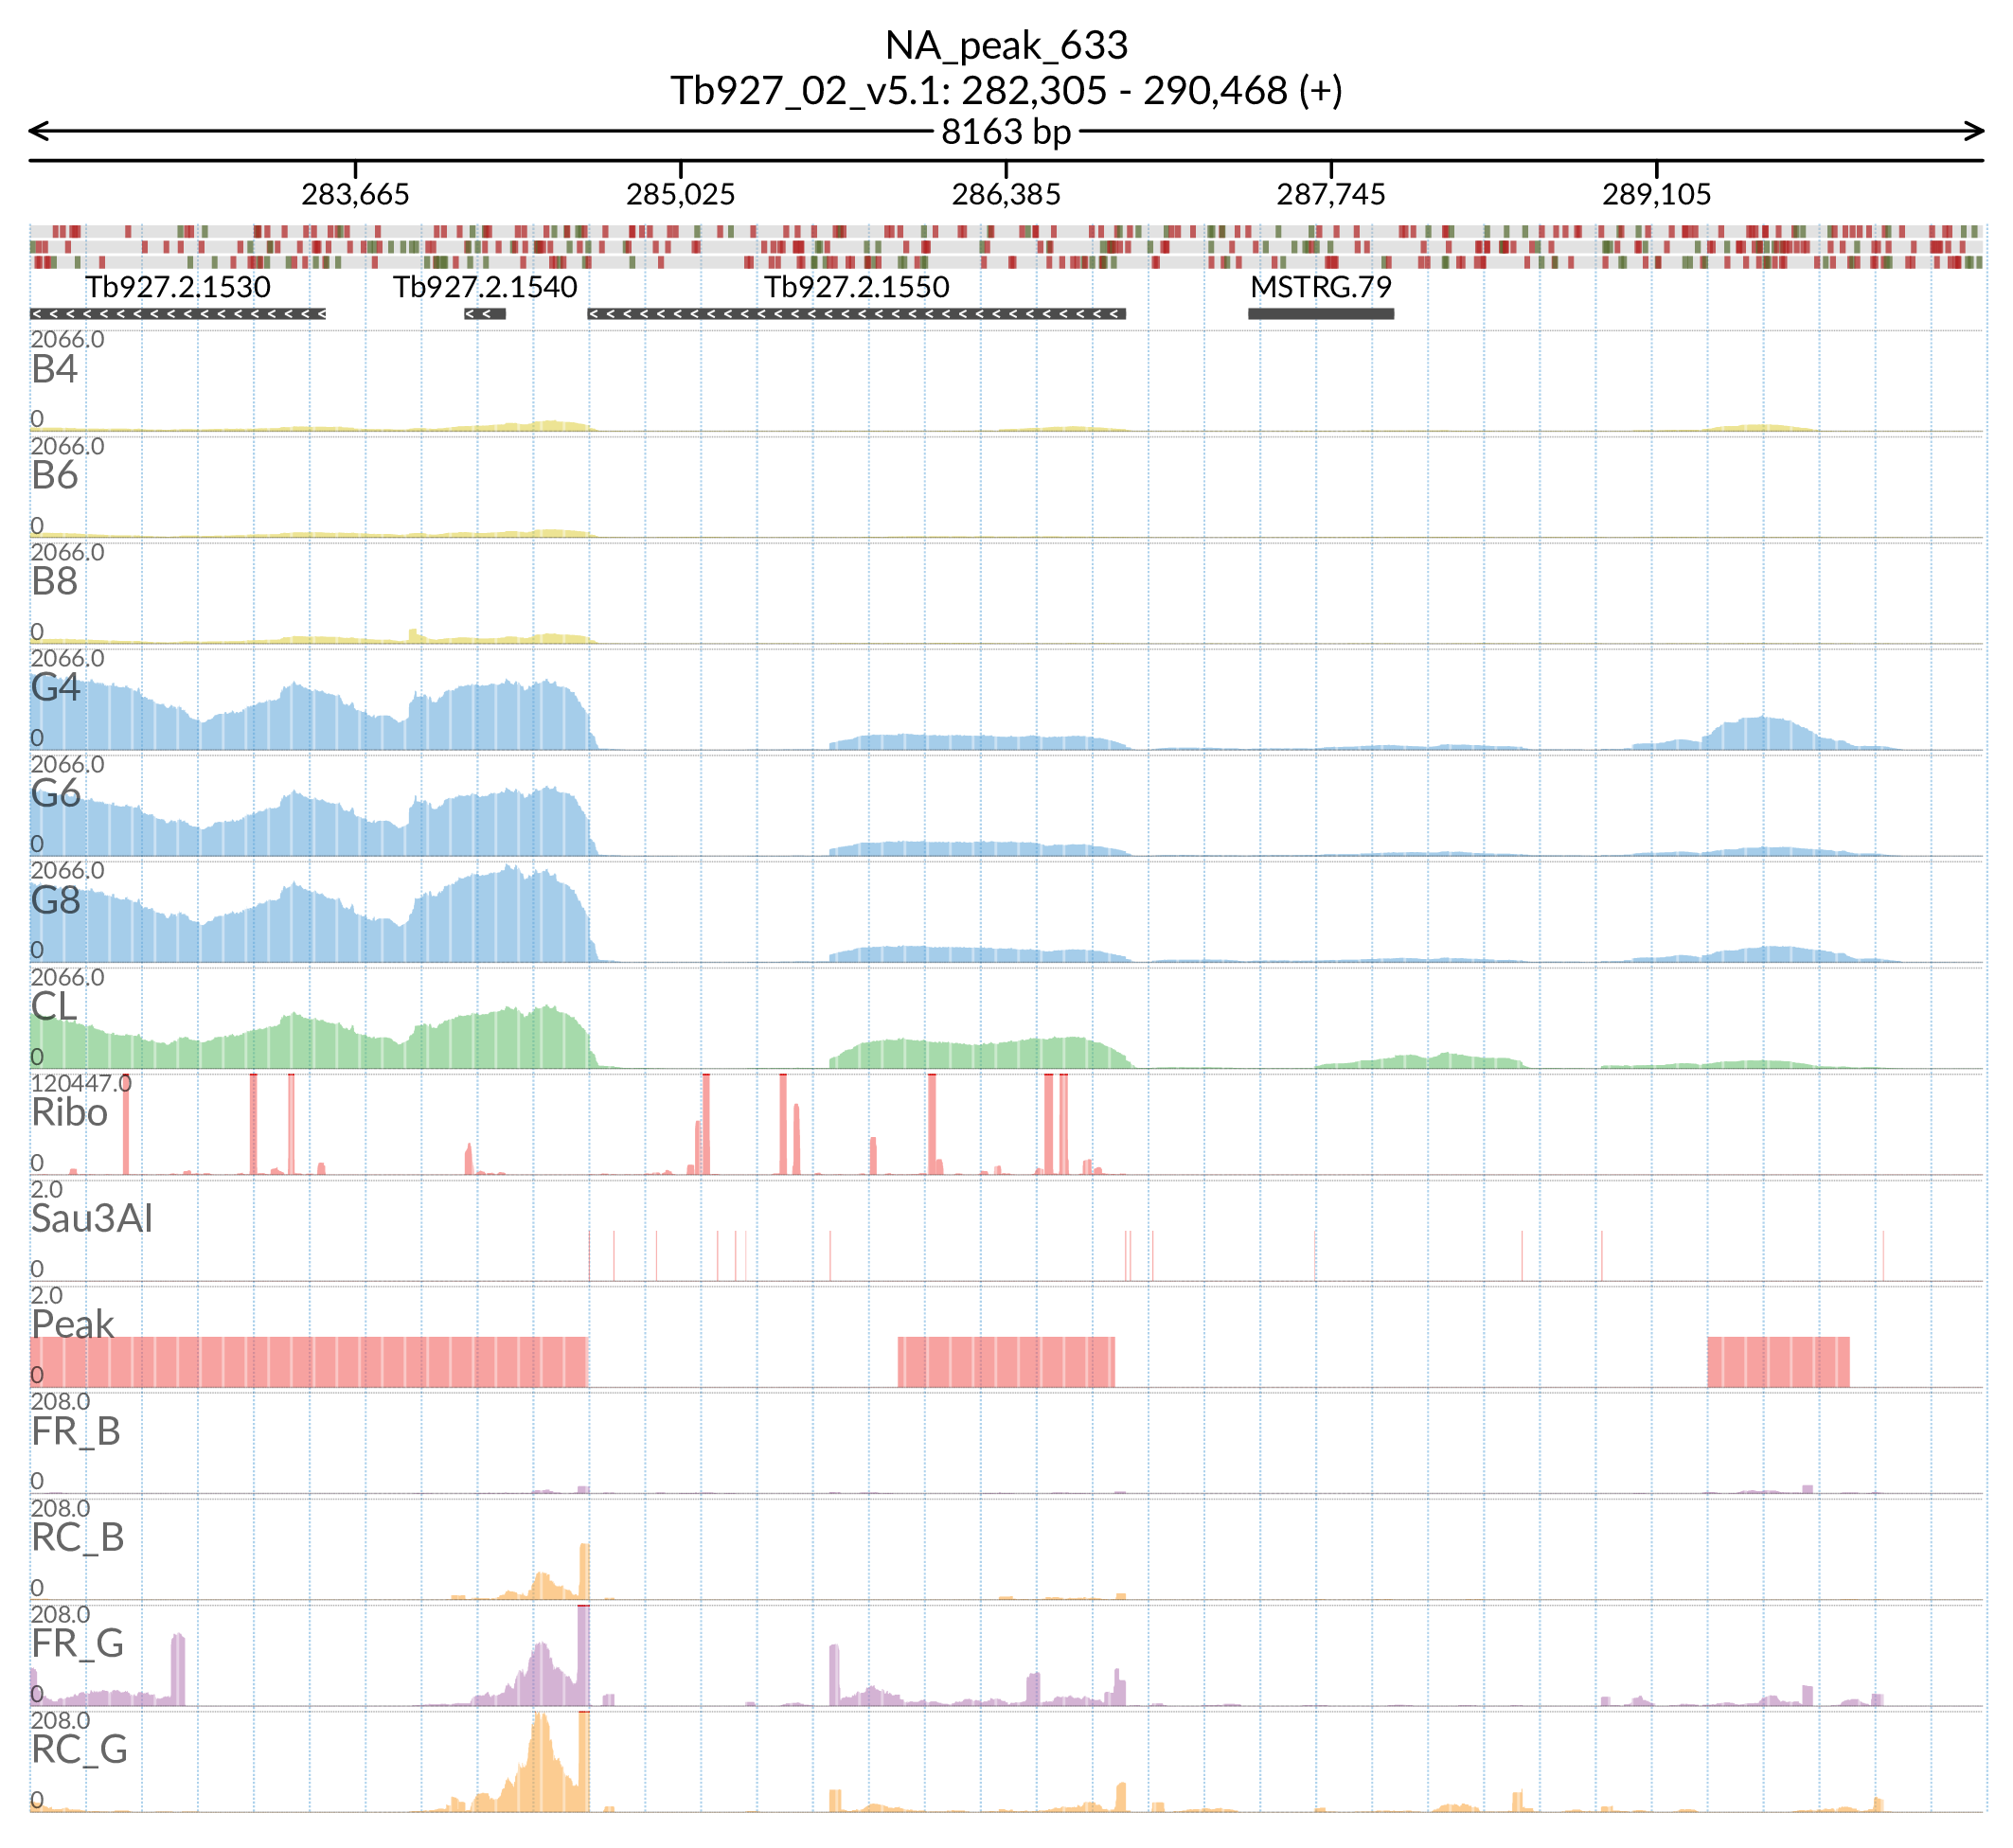 NA_peak_633
Tb927_02_v5.1: 282,305 - 290,468 (+)
8163 bp
283,665 285,025 286,385 287,745 289,105
Tb927.2.1530 Tb927.2.1540 Tb927.2.1550 MSTRG.79
2066.0
B4
0
2066.0
B6
0
2066.0
B8
0
2066.0
G4
0
2066.0
G6
0
2066.0
G8
0
2066.0
CL
0
120447.0
Ribo
0
2.0
Sau3AI
0
2.0
Peak
0
208.0
FR_B
0
208.0
RC_B
0
208.0
FR_G
0
208.0
RC_G
0